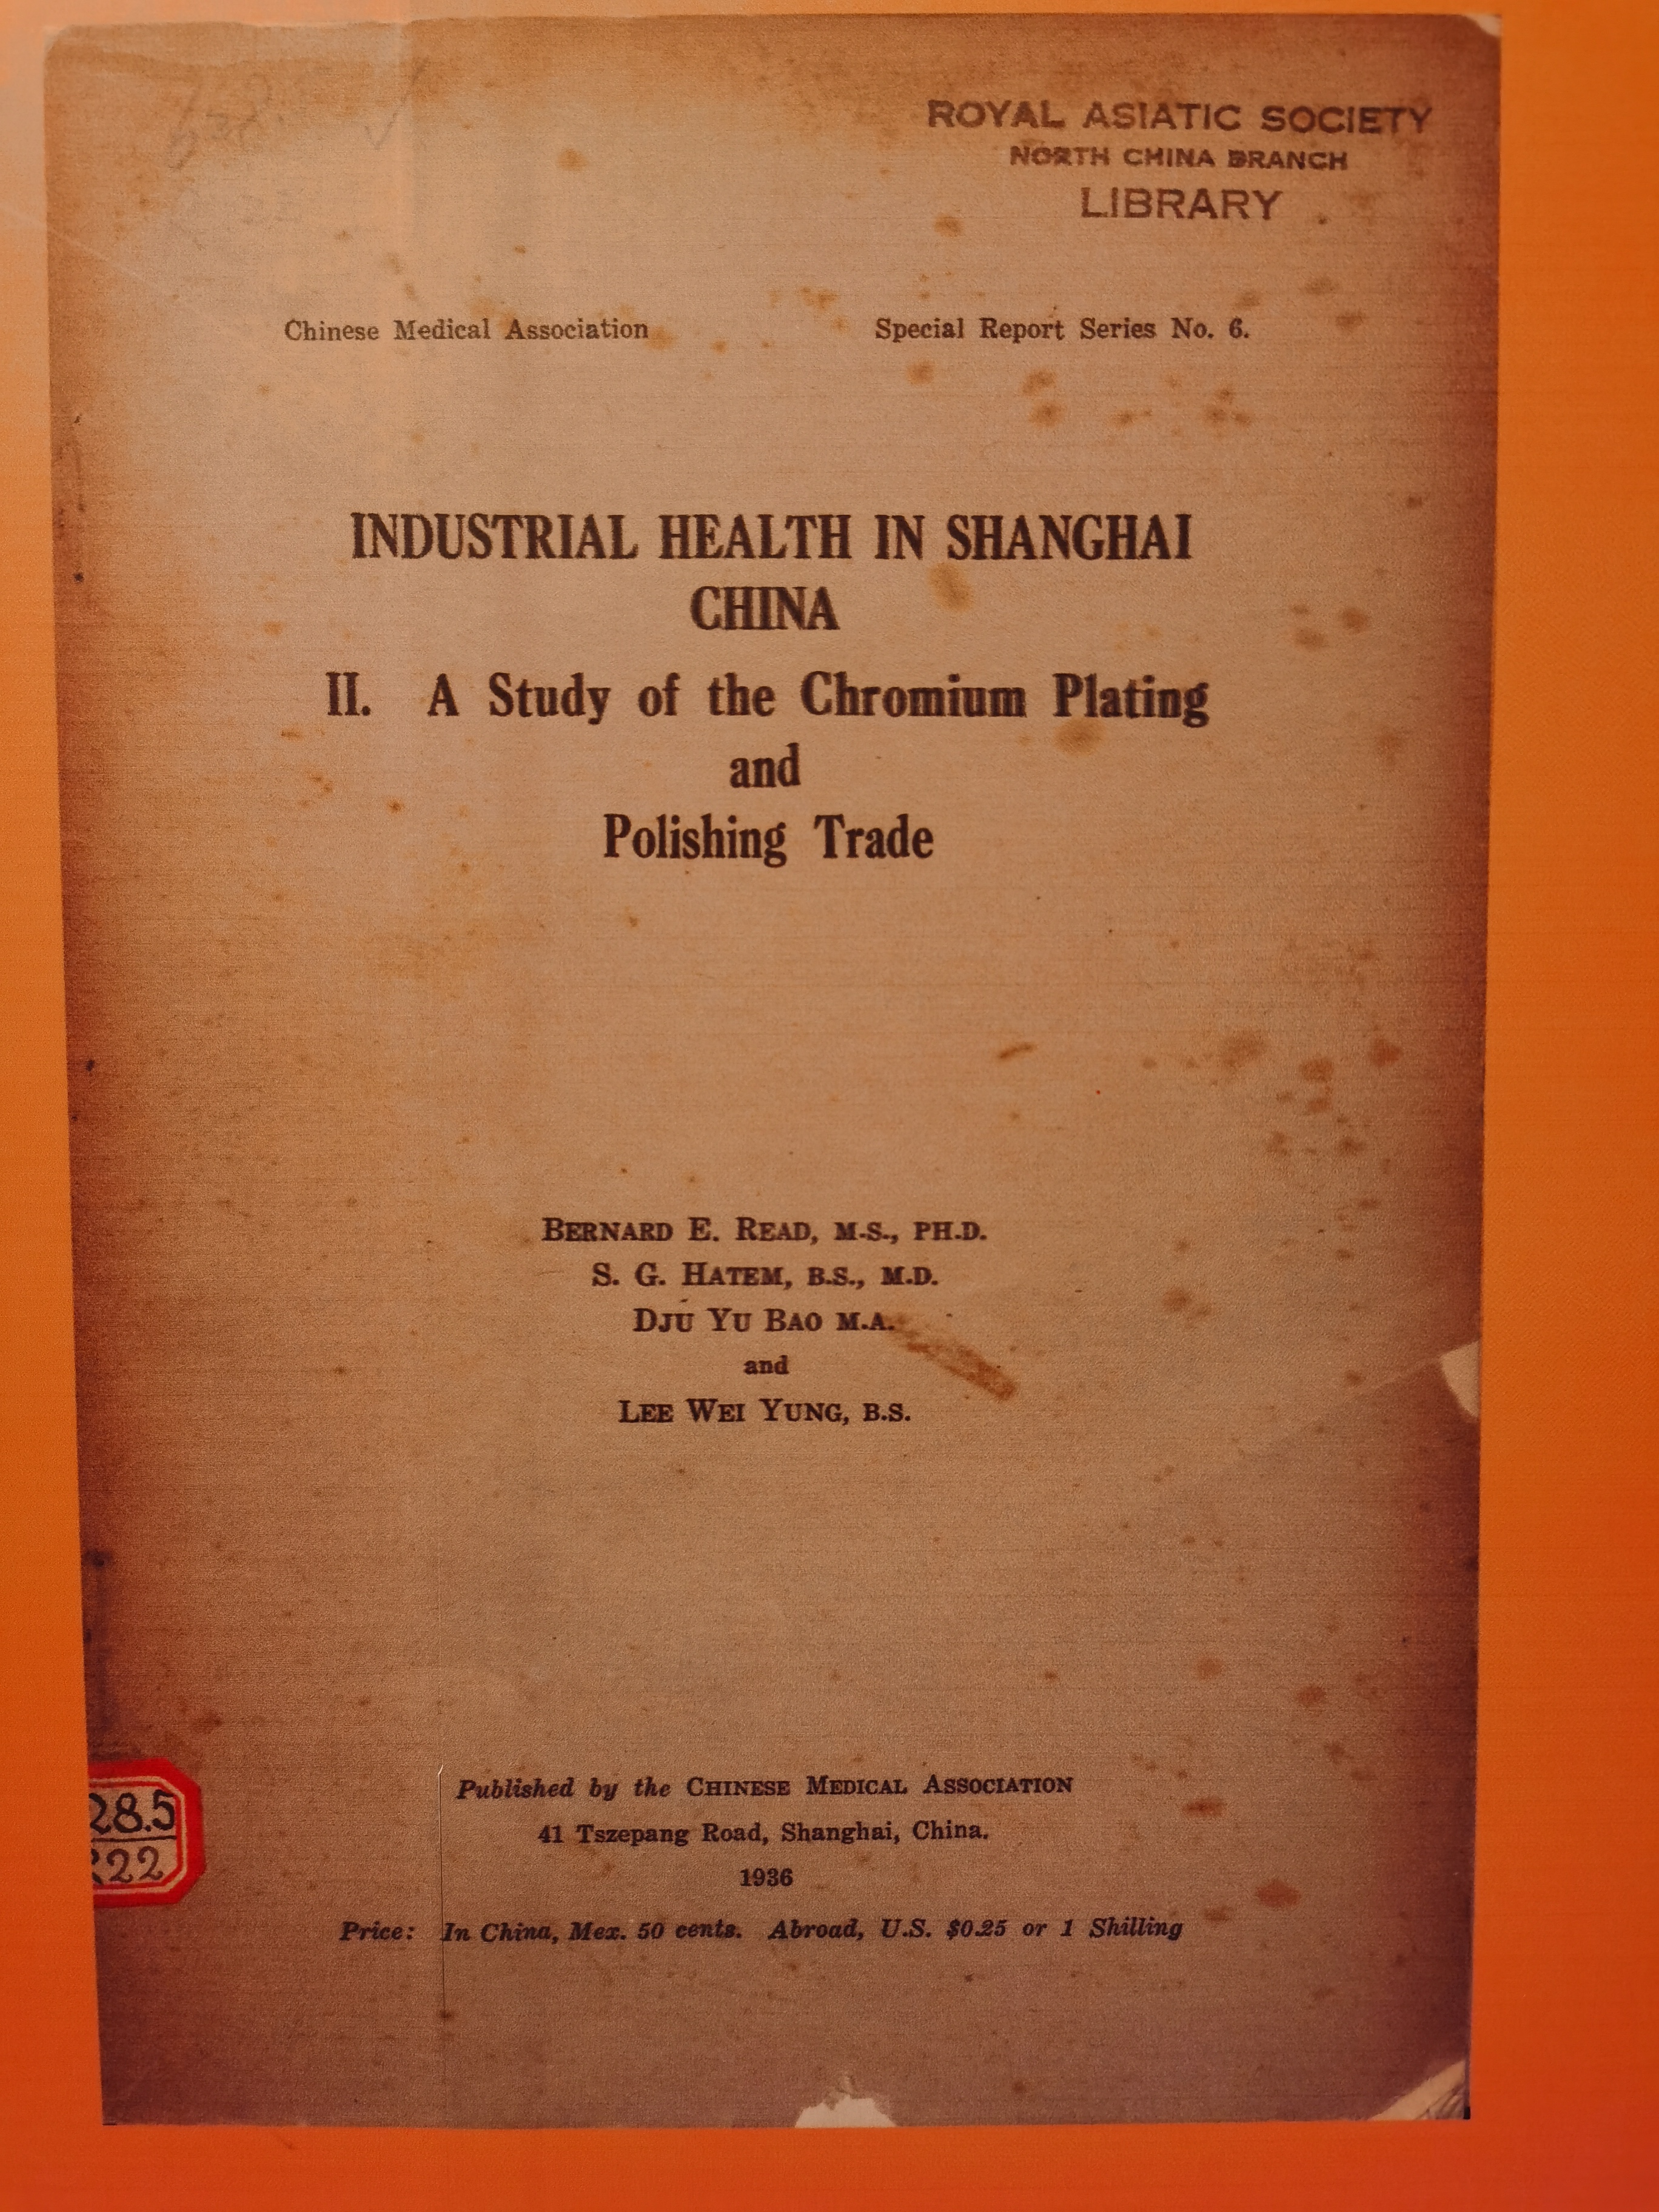 ROYAL ASIATIC SOCIETY
NORTH CHINA BRANCH
LIBRARY
Chinese Medical Association Special Report Series No. 6.
INDUSTRIAL HEALTH IN SHANGHAI
CHINA
II. A Study of the Chromium Plating
and
Polishing Trade
BERNARD E. READ, M.S., PH.D.
S. G. HATEM, B.S., M.D.
DJU YU BAO M.A.
and
LEE WEI YUNG, B.S.
28.5
22
Published by the CHINESE MEDICAL ASSOCIATION
41 Tszepang Road, Shanghai, China.
1936
Price: In China, Mex. 50 cents. Abroad, U.S. $0.25 or 1 Shilling